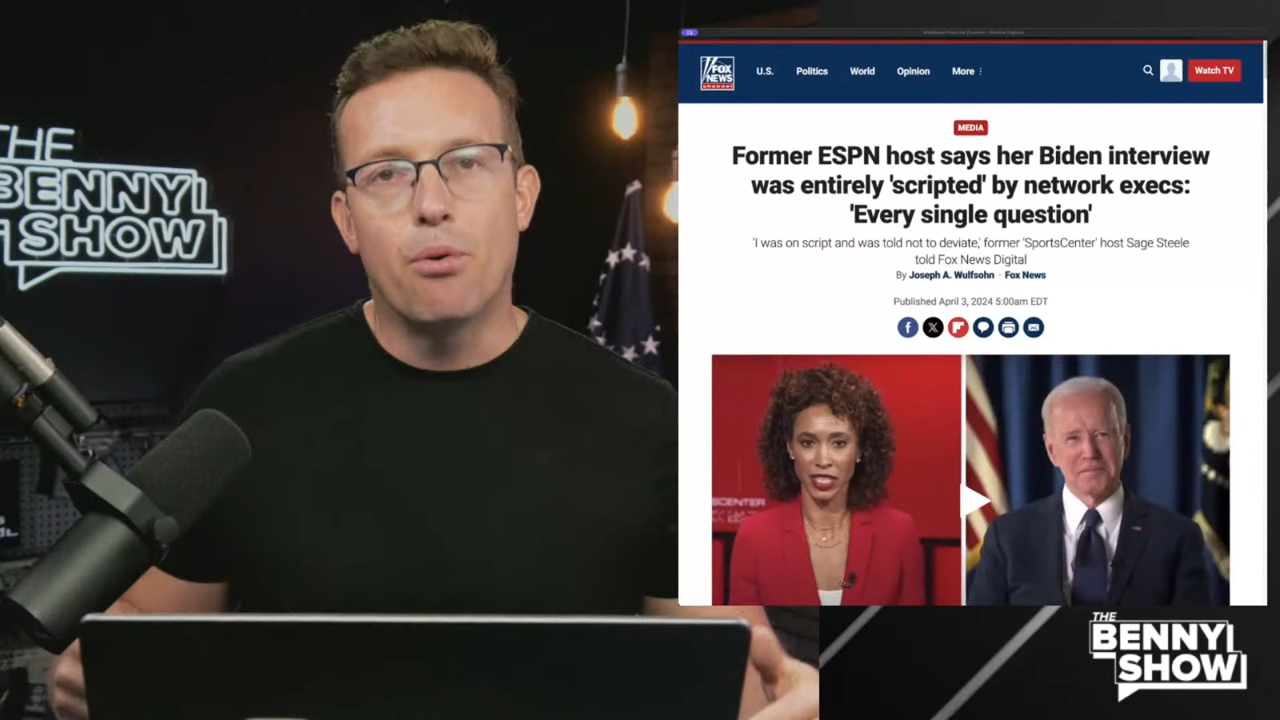 THE
BENNY
SHOW
FOX
NEWS
channel
U.S.
Politics
World
Opinion
More
Watch TV
MEDIA
Former ESPN host says her Biden interview
was entirely 'scripted' by network execs:
'Every single question'
'I was on script and was told not to deviate,' former 'SportsCenter' host Sage Steele
told Fox News Digital
By Joseph A. Wulfsohn · Fox News
Published April 3, 2024 5:00am EDT
THE
BENNY
SHOW